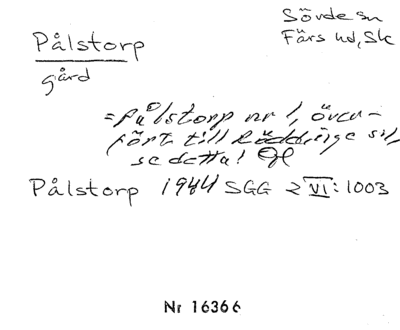 Pålstorp
gård
Sövde sn
Färs hd, Sk
= Pålstorp nr 1, över-
fört till Röddinge sn,
se detta!
Pålstorp 1944 SGG 2 VI: 1003
Nr 16366